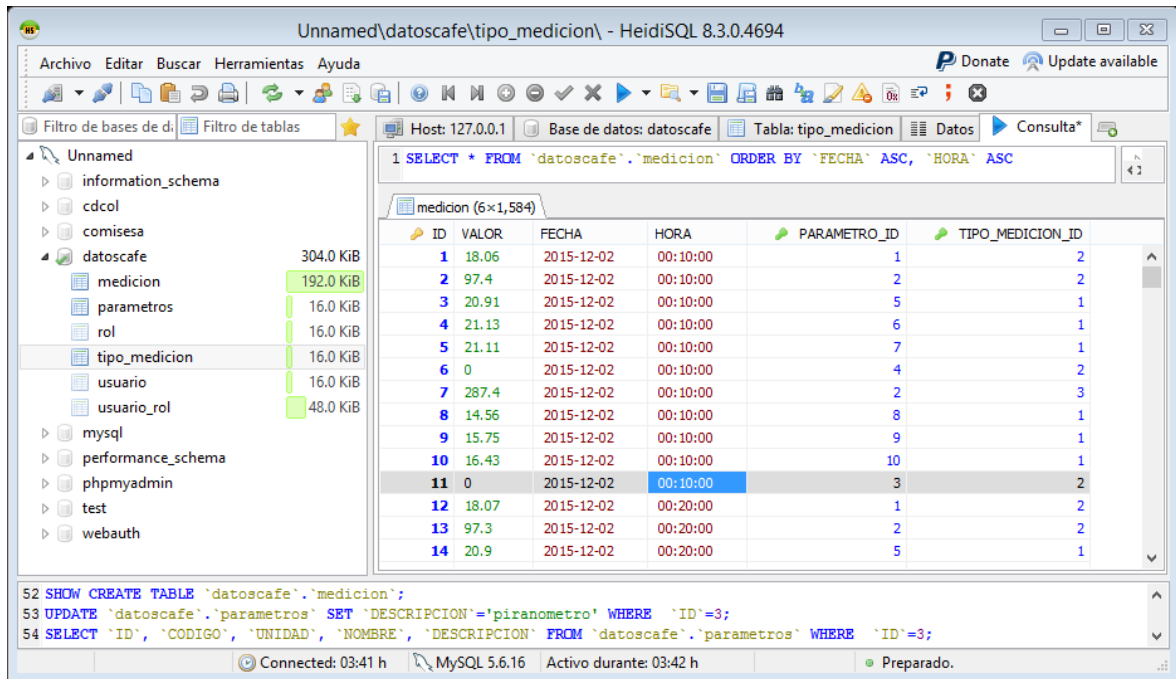 Unnamed\datoscafe\tipo_medicion\ - HeidiSQL 8.3.0.4694
Archivo Editar Buscar Herramientas Ayuda
Donate Update available
Filtro de bases de d Filtro de tablas
Host: 127.0.0.1 Base de datos: datoscafe Tabla: tipo_medicion Datos Consulta*
Unnamed
information_schema
cdcol
comisesa
datoscafe 304.0 KiB
medicion 192.0 KiB
parametros 16.0 KiB
rol 16.0 KiB
tipo_medicion 16.0 KiB
usuario 16.0 KiB
usuario_rol 48.0 KiB
mysql
performance_schema
phpmyadmin
test
webauth
1 SELECT * FROM `datoscafe`.`medicion` ORDER BY `FECHA` ASC, `HORA` ASC
medicion (6×1,584)
ID VALOR FECHA HORA PARAMETRO_ID TIPO_MEDICION_ID
1 18.06 2015-12-02 00:10:00 1 2
2 97.4 2015-12-02 00:10:00 2 2
3 20.91 2015-12-02 00:10:00 5 1
4 21.13 2015-12-02 00:10:00 6 1
5 21.11 2015-12-02 00:10:00 7 1
6 0 2015-12-02 00:10:00 4 2
7 287.4 2015-12-02 00:10:00 2 3
8 14.56 2015-12-02 00:10:00 8 1
9 15.75 2015-12-02 00:10:00 9 1
10 16.43 2015-12-02 00:10:00 10 1
11 0 2015-12-02 00:10:00 3 2
12 18.07 2015-12-02 00:20:00 1 2
13 97.3 2015-12-02 00:20:00 2 2
14 20.9 2015-12-02 00:20:00 5 1
52 SHOW CREATE TABLE `datoscafe`.`medicion`;
53 UPDATE `datoscafe`.`parametros` SET `DESCRIPCION`='piranometro' WHERE `ID`=3;
54 SELECT `ID`, `CODIGO`, `UNIDAD`, `NOMBRE`, `DESCRIPCION` FROM `datoscafe`.`parametros` WHERE `ID`=3;
Connected: 03:41 h MySQL 5.6.16 Activo durante: 03:42 h Preparado.